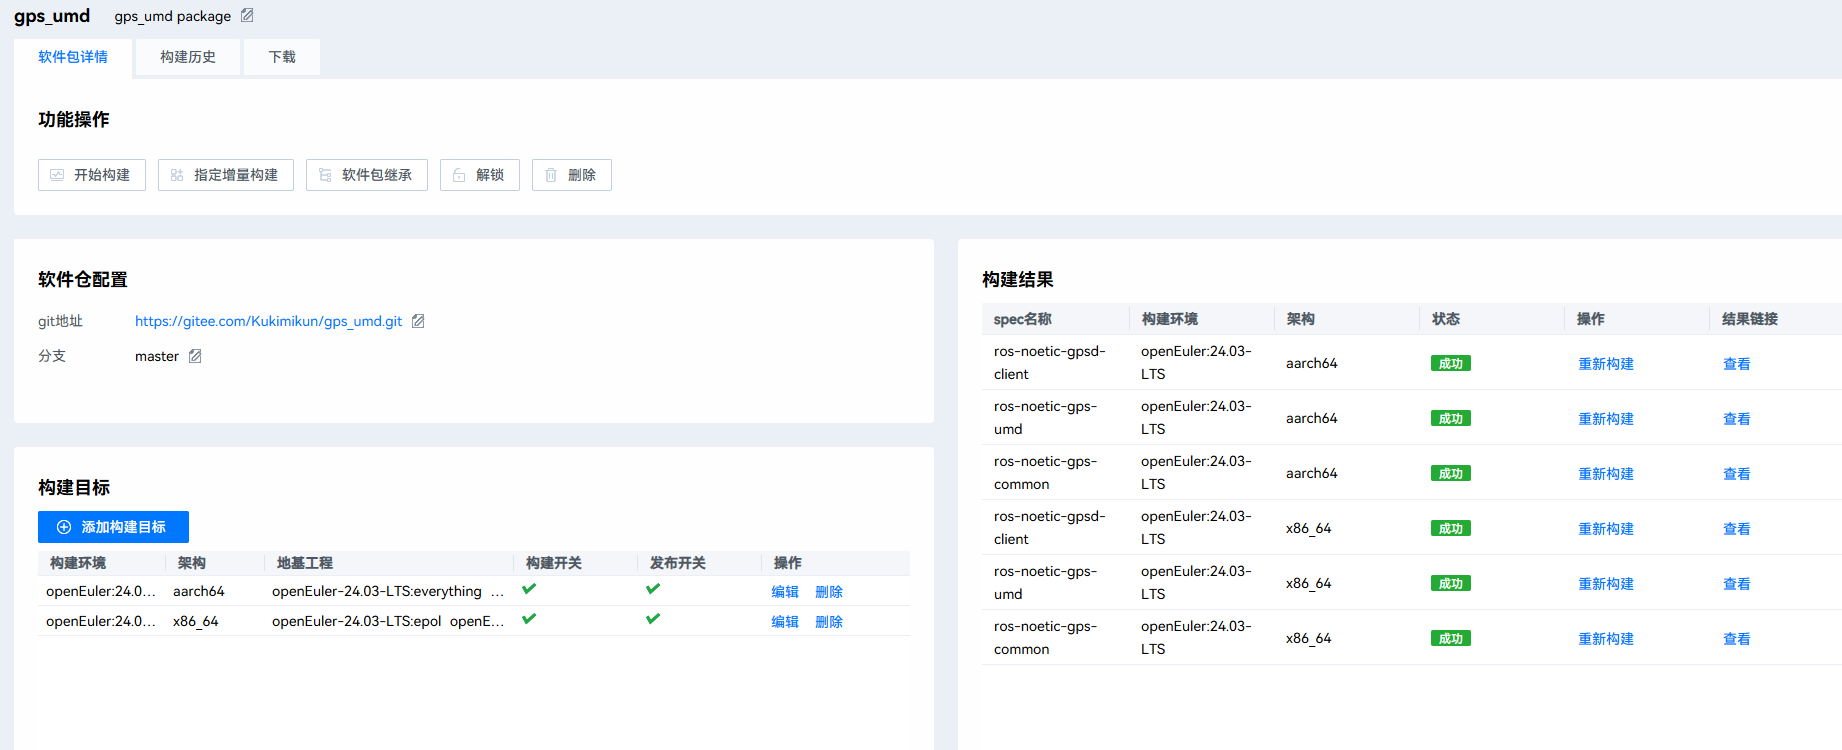 gps_umd gps_umd package
软件包详情 构建历史 下载
功能操作
开始构建 指定增量构建 软件包继承 解锁 删除
软件仓配置
git地址 https://gitee.com/Kukimikun/gps_umd.git
分支 master
构建目标
添加构建目标
构建环境 架构 地基工程 构建开关 发布开关 操作
openEuler:24.0... aarch64 openEuler-24.03-LTS:everything ... 编辑 删除
openEuler:24.0... x86_64 openEuler-24.03-LTS:epol openE... 编辑 删除
构建结果
spec名称 构建环境 架构 状态 操作 结果链接
ros-noetic-gpsd-
client
openEuler:24.03-
LTS
aarch64 成功 重新构建 查看
ros-noetic-gps-
umd
openEuler:24.03-
LTS
aarch64 成功 重新构建 查看
ros-noetic-gps-
common
openEuler:24.03-
LTS
aarch64 成功 重新构建 查看
ros-noetic-gpsd-
client
openEuler:24.03-
LTS
x86_64 成功 重新构建 查看
ros-noetic-gps-
umd
openEuler:24.03-
LTS
x86_64 成功 重新构建 查看
ros-noetic-gps-
common
openEuler:24.03-
LTS
x86_64 成功 重新构建 查看